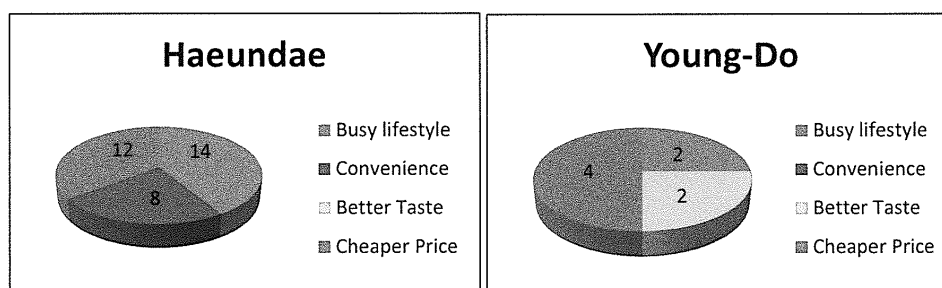 Haeundae
12
14
8
Busy lifestyle
Convenience
Better Taste
Cheaper Price
Young-Do
4
2
2
Busy lifestyle
Convenience
Better Taste
Cheaper Price